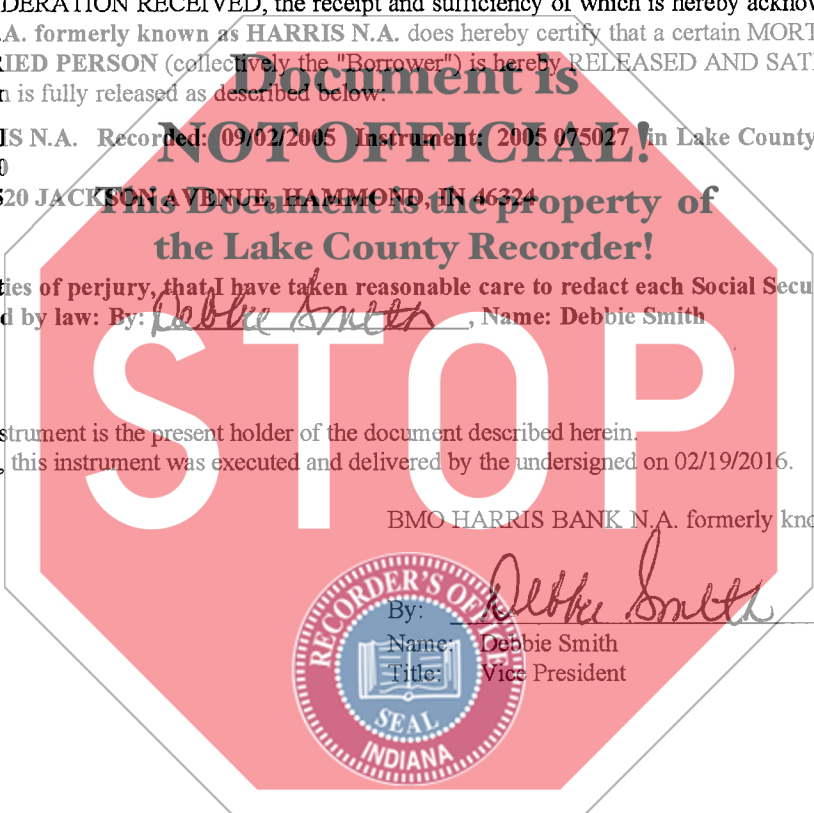 DERATION RECEIVED, the receipt and sufficiency of which is hereby acknow
.A. formerly known as HARRIS N.A. does hereby certify that a certain MORT
RIED PERSON (collectively the "Borrower") is hereby RELEASED AND SATI
n is fully released as described below:
Document is
IS N.A. Recorded: 09/02/2005 Instrument: 2005 075027 in Lake County
NOT OFFICIAL!
0
520 JACKSON AVENUE, HAMMOND, IN 46324
This Document is the property of
the Lake County Recorder!
ties of perjury, that I have taken reasonable care to redact each Social Secu
d by law: By: Debbie Smith, Name: Debbie Smith
STOP
strument is the present holder of the document described herein.
, this instrument was executed and delivered by the undersigned on 02/19/2016.
BMO HARRIS BANK N.A. formerly kno
By: Debbie Smith
Name: Debbie Smith
Title: Vice President
RECORDER'S OFFICE
SEAL
INDIANA